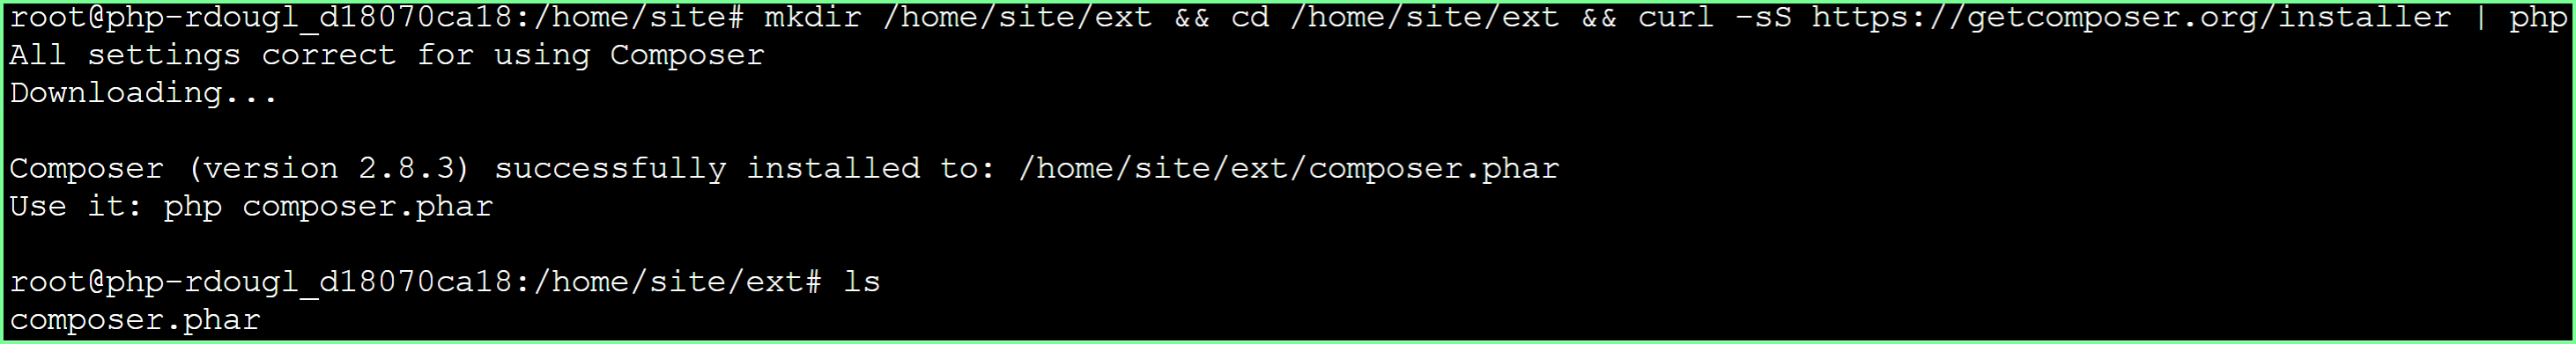 root@php-rdougl_d18070ca18:/home/site# mkdir /home/site/ext && cd /home/site/ext && curl -sS https://getcomposer.org/installer | php
All settings correct for using Composer
Downloading...
Composer (version 2.8.3) successfully installed to: /home/site/ext/composer.phar
Use it: php composer.phar
root@php-rdougl_d18070ca18:/home/site/ext# ls
composer.phar